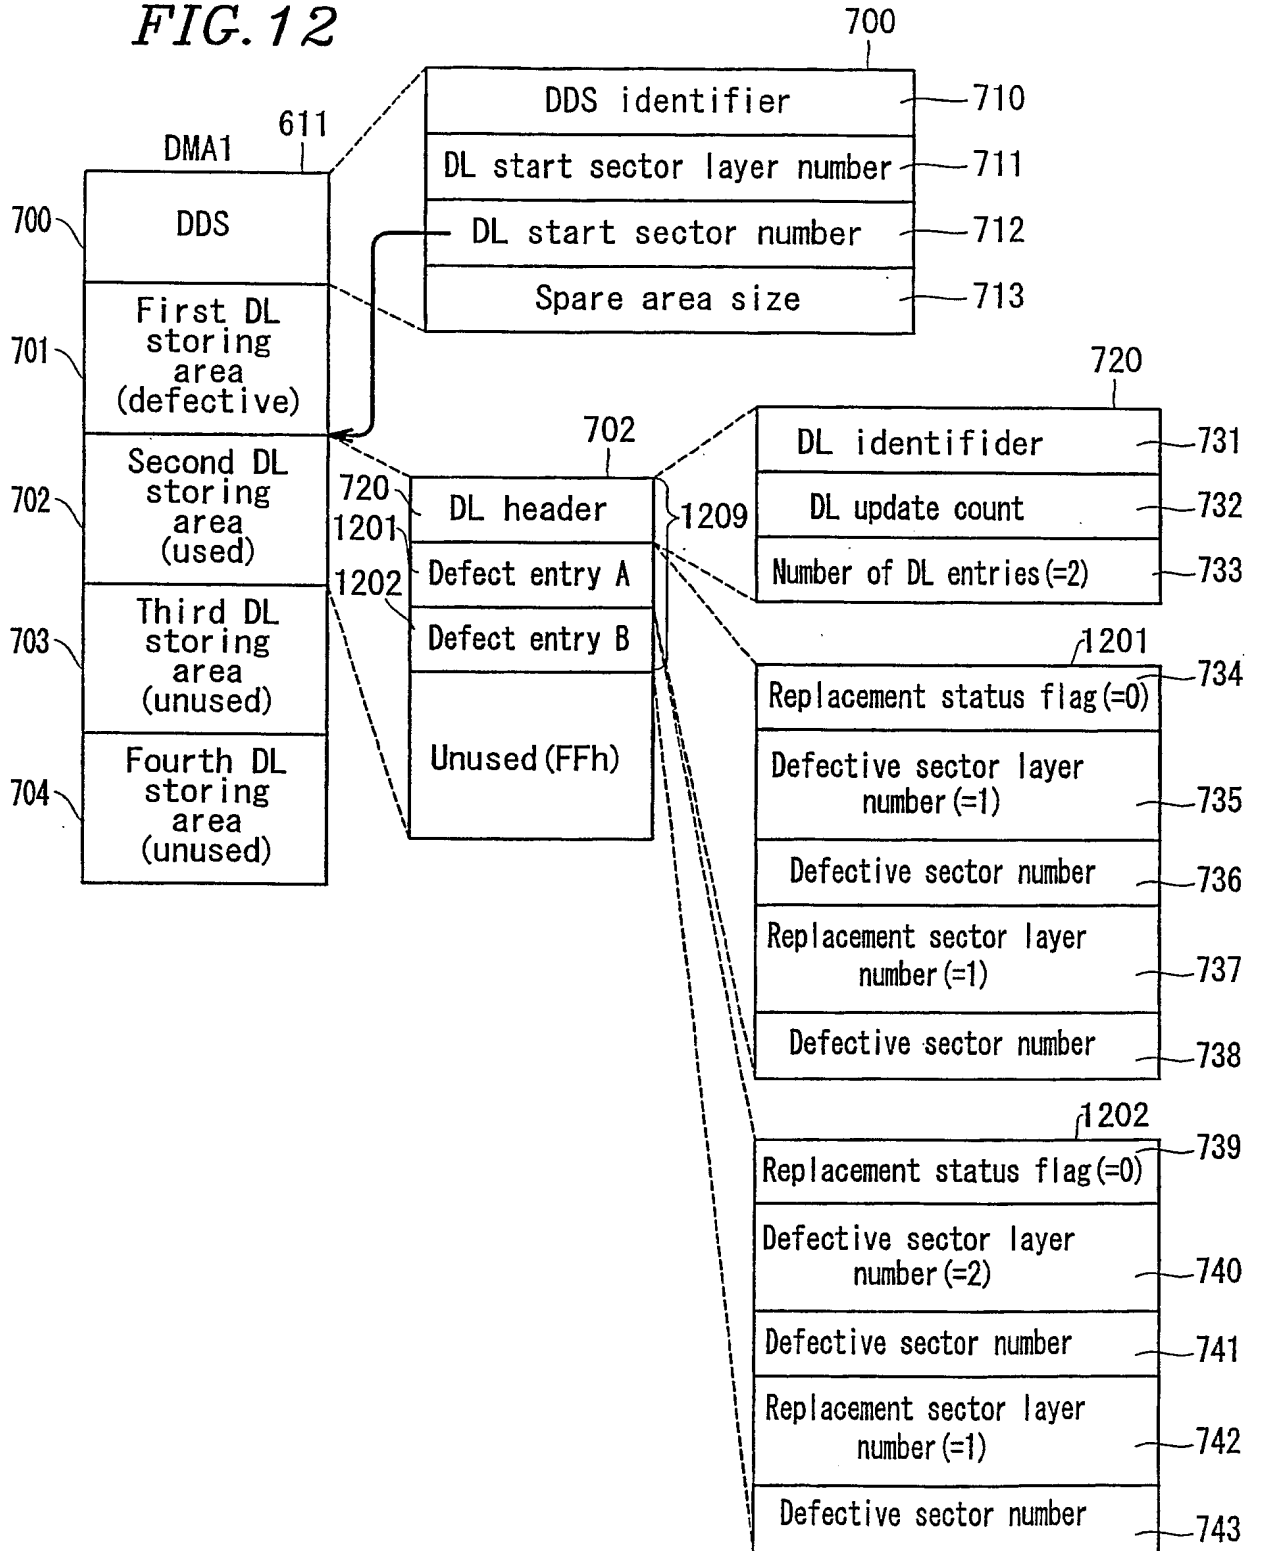 FIG. 12
700
DDS identifier
710
DL start sector layer number
711
DL start sector number
712
Spare area size
713
611
DMA1
700
DDS
701
First DL
storing
area
(defective)
702
Second DL
storing
area
(used)
703
Third DL
storing
area
(unused)
704
Fourth DL
storing
area
(unused)
702
720
DL header
1209
1201
Defect entry A
1202
Defect entry B
Unused(FFh)
720
DL identifider
731
DL update count
732
Number of DL entries(=2)
733
1201
Replacement status flag(=0)
734
Defective sector layer
number(=1)
735
Defective sector number
736
Replacement sector layer
number(=1)
737
Defective sector number
738
1202
Replacement status flag(=0)
739
Defective sector layer
number(=2)
740
Defective sector number
741
Replacement sector layer
number(=1)
742
Defective sector number
743